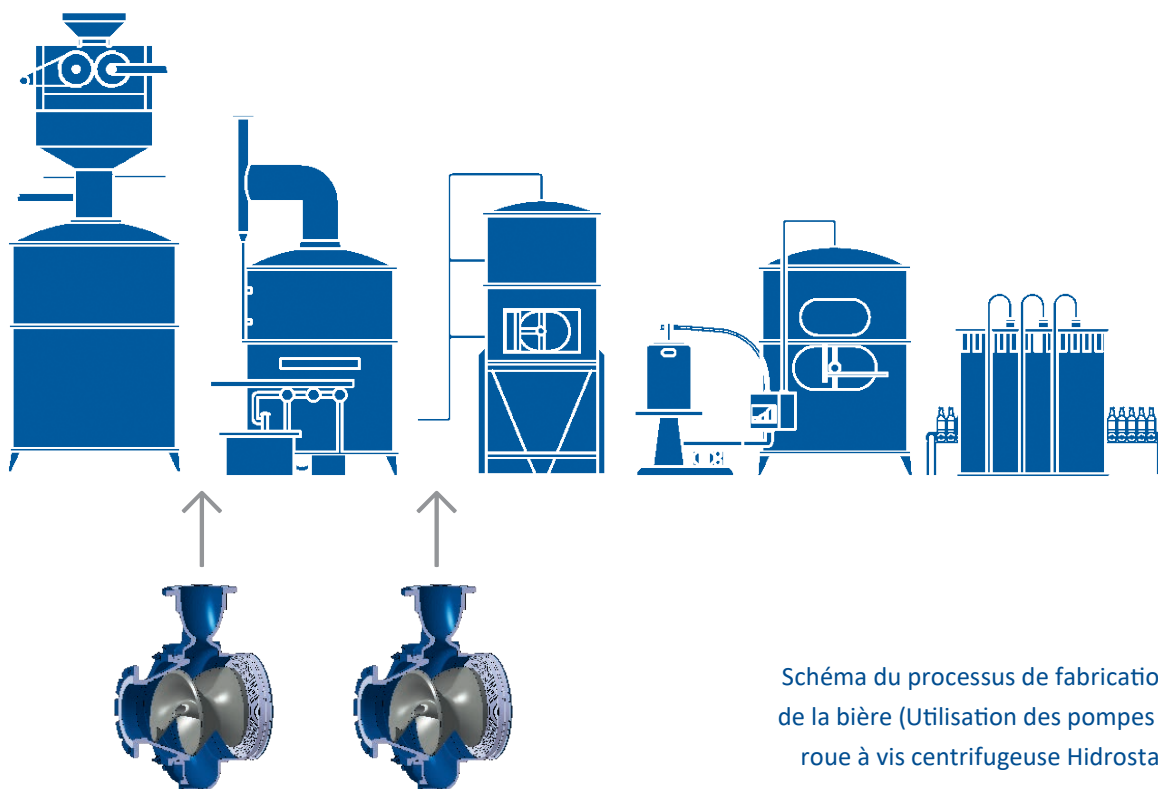 Schéma du processus de fabricatio
de la bière (Utilisation des pompes
roue à vis centrifugeuse Hidrosta